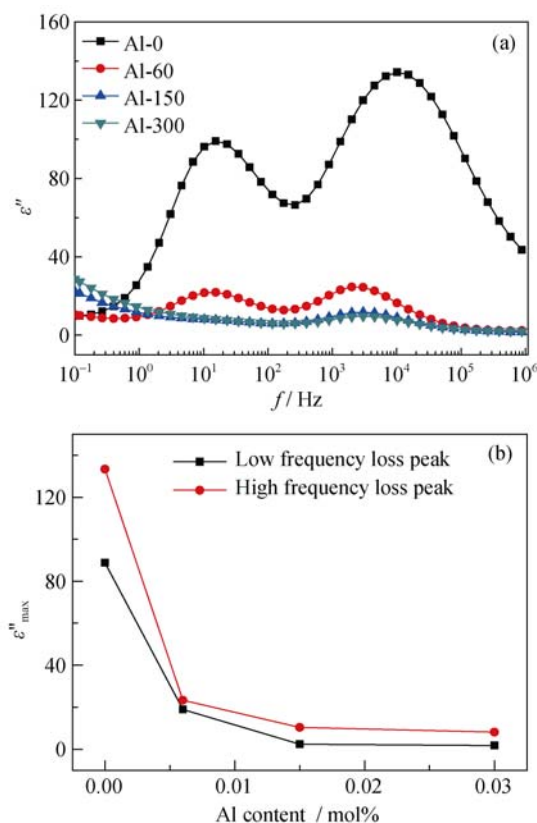 160
(a)
Al-0
Al-60
Al-150
Al-300
120
80
40
0
ε″
10⁻¹ 10⁰ 10¹ 10² 10³ 10⁴ 10⁵ 10⁶
f / Hz
(b)
Low frequency loss peak
High frequency loss peak
120
80
40
0
ε″max
0.00 0.01 0.02 0.03
Al content / mol%